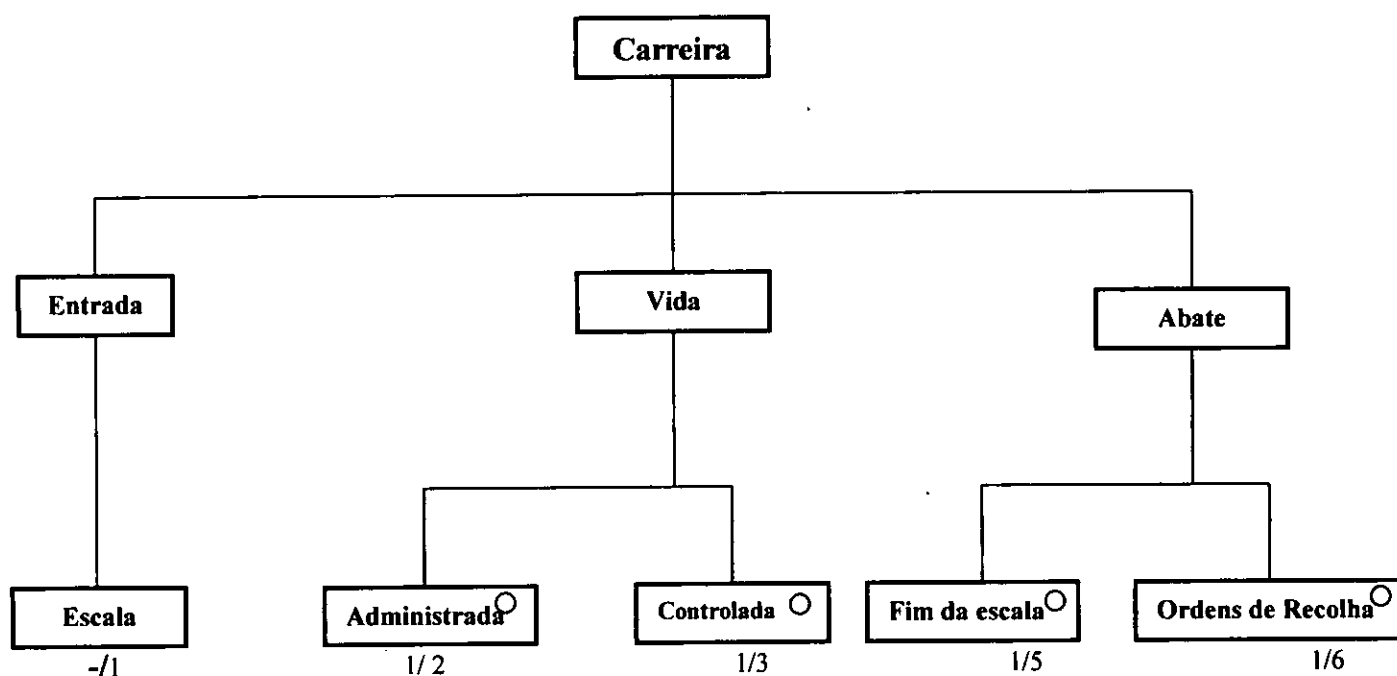 Carreira
Entrada
Vida
Abate
Escala
Administrada
Controlada
Fim da escala
Ordens de Recolha
-/1
1/ 2
1/3
1/5
1/6